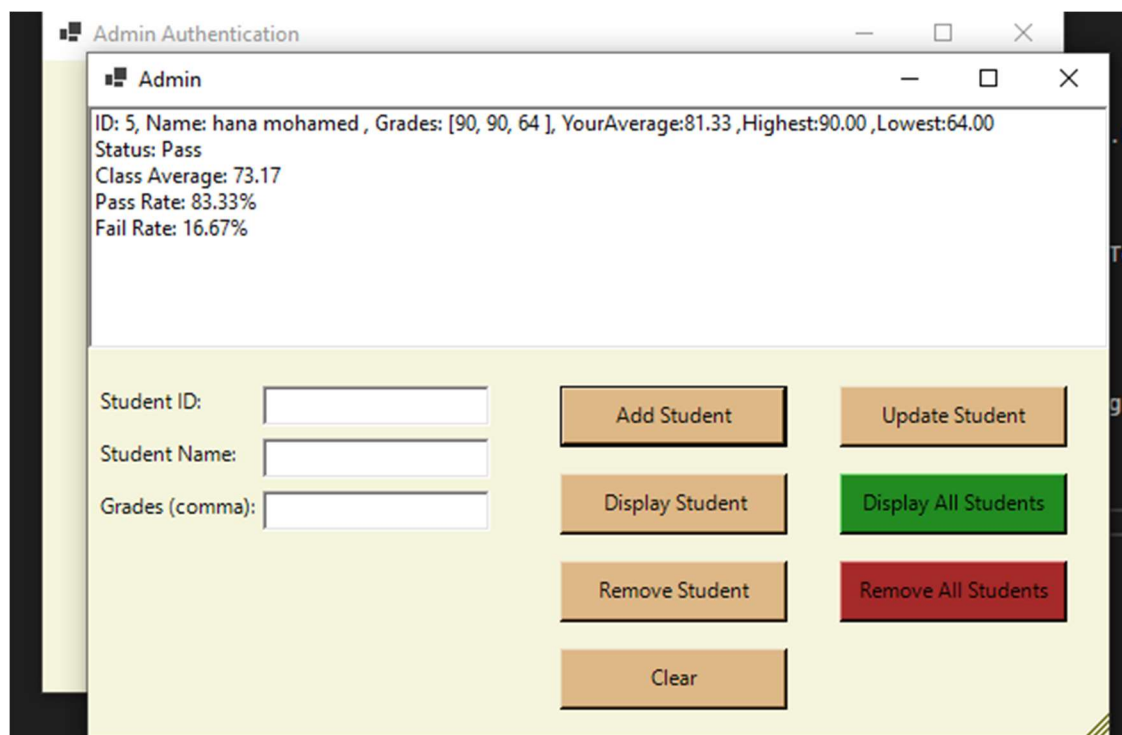 Admin Authentication
Admin
ID: 5, Name: hana mohamed , Grades: [90, 90, 64 ], YourAverage:81.33 ,Highest:90.00 ,Lowest:64.00
Status: Pass
Class Average: 73.17
Pass Rate: 83.33%
Fail Rate: 16.67%
Student ID:
Add Student
Update Student
Student Name:
Grades (comma):
Display Student
Display All Students
Remove Student
Remove All Students
Clear